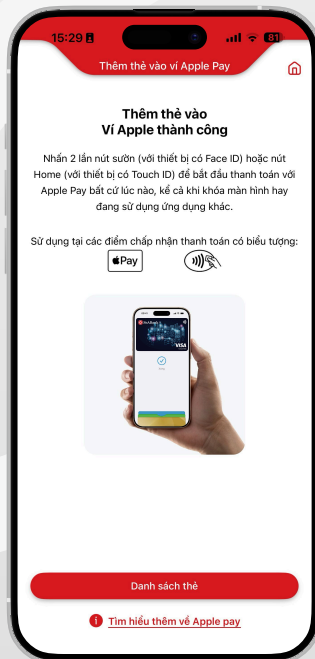 15:29
81
Thêm thẻ vào ví Apple Pay
Thêm thẻ vào
Ví Apple thành công
Nhấn 2 lần nút sườn (với thiết bị có Face ID) hoặc nút
Home (với thiết bị có Touch ID) để bắt đầu thanh toán với
Apple Pay bất cứ lúc nào, kể cả khi khóa màn hình hay
đang sử dụng ứng dụng khác.
Sử dụng tại các điểm chấp nhận thanh toán có biểu tượng:
Pay
VISA
Danh sách thẻ
Tìm hiểu thêm về Apple pay